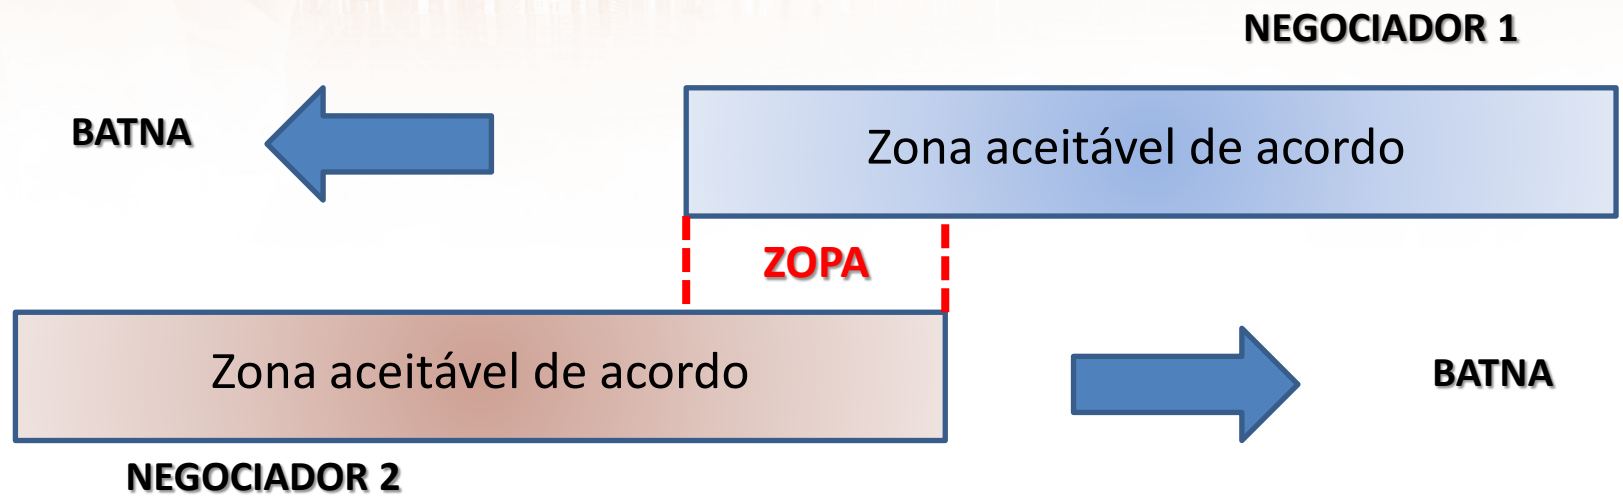 NEGOCIADOR 1
BATNA
Zona aceitável de acordo
ZOPA
Zona aceitável de acordo
BATNA
NEGOCIADOR 2